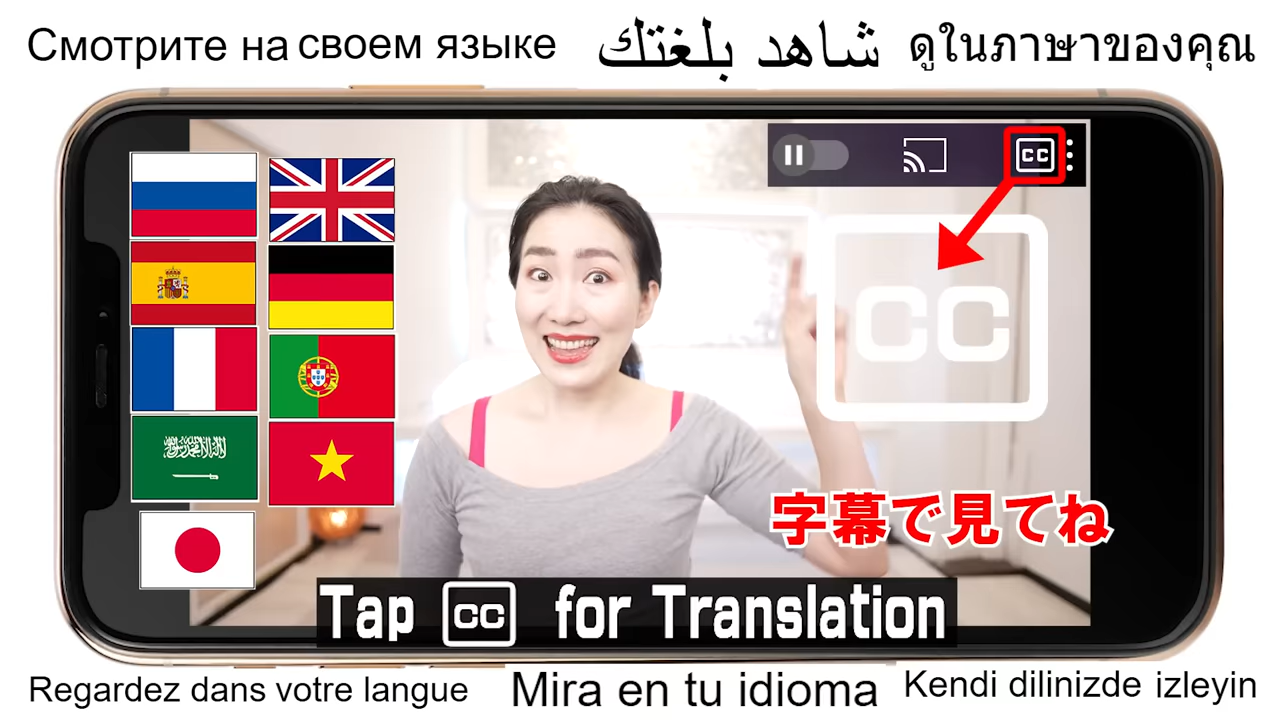 Смотрите на своем языке
شاهد بلغتك
ดูในภาษาของคุณ
CC
CC
字幕で見てね
Tap CC for Translation
Regardez dans votre langue
Mira en tu idioma
Kendi dilinizde izleyin